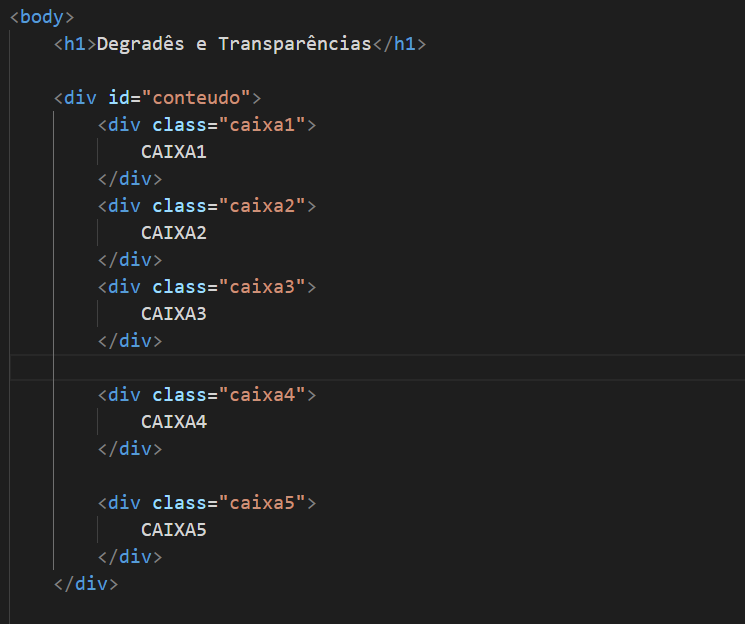 <body>
<h1>Degradês e Transparências</h1>
<div id="conteudo">
<div class="caixa1">
CAIXA1
</div>
<div class="caixa2">
CAIXA2
</div>
<div class="caixa3">
CAIXA3
</div>
<div class="caixa4">
CAIXA4
</div>
<div class="caixa5">
CAIXA5
</div>
</div>